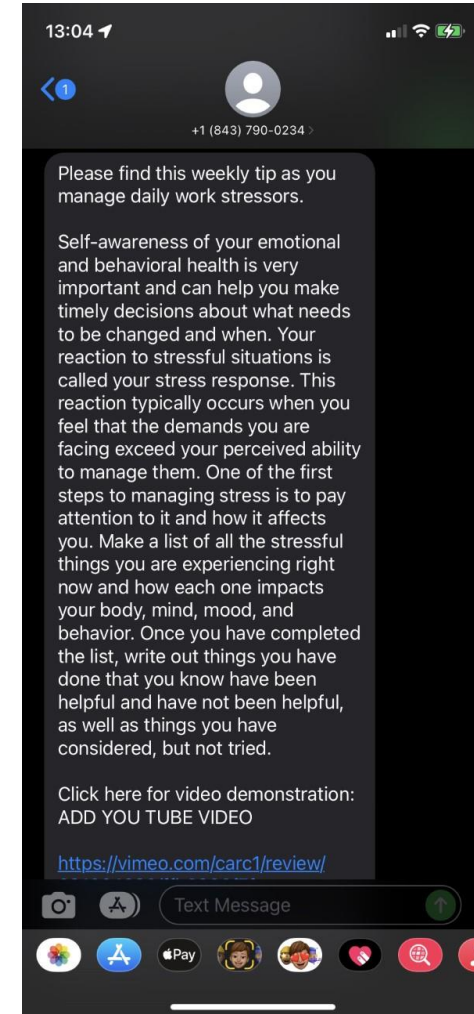 13:04
1
+1 (843) 790-0234
Please find this weekly tip as you
manage daily work stressors.
Self-awareness of your emotional
and behavioral health is very
important and can help you make
timely decisions about what needs
to be changed and when. Your
reaction to stressful situations is
called your stress response. This
reaction typically occurs when you
feel that the demands you are
facing exceed your perceived ability
to manage them. One of the first
steps to managing stress is to pay
attention to it and how it affects
you. Make a list of all the stressful
things you are experiencing right
now and how each one impacts
your body, mind, mood, and
behavior. Once you have completed
the list, write out things you have
done that you know have been
helpful and have not been helpful,
as well as things you have
considered, but not tried.
Click here for video demonstration:
ADD YOU TUBE VIDEO
https://vimeo.com/carc1/review/
Text Message
Pay